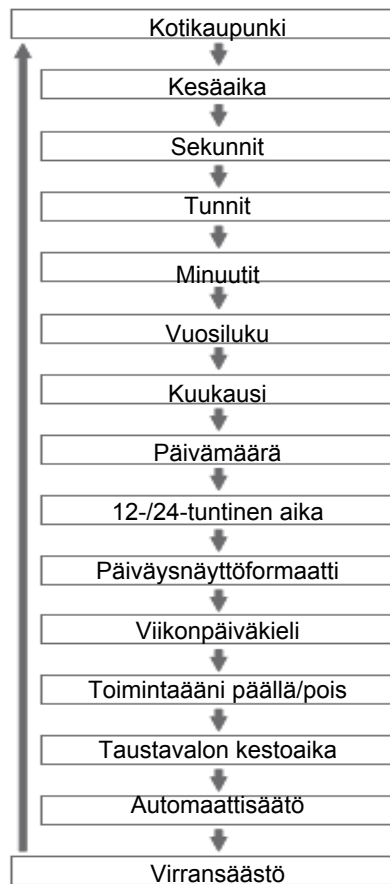 Kotikaupunki
Kesäaika
Sekunnit
Tunnit
Minuutit
Vuosiluku
Kuukausi
Päivämäärä
12-/24-tuntinen aika
Päiväysnäyttöformaatti
Viikonpäiväkieli
Toimintaääni päällä/pois
Taustavalon kestoaika
Automaattisäätö
Virransäästö